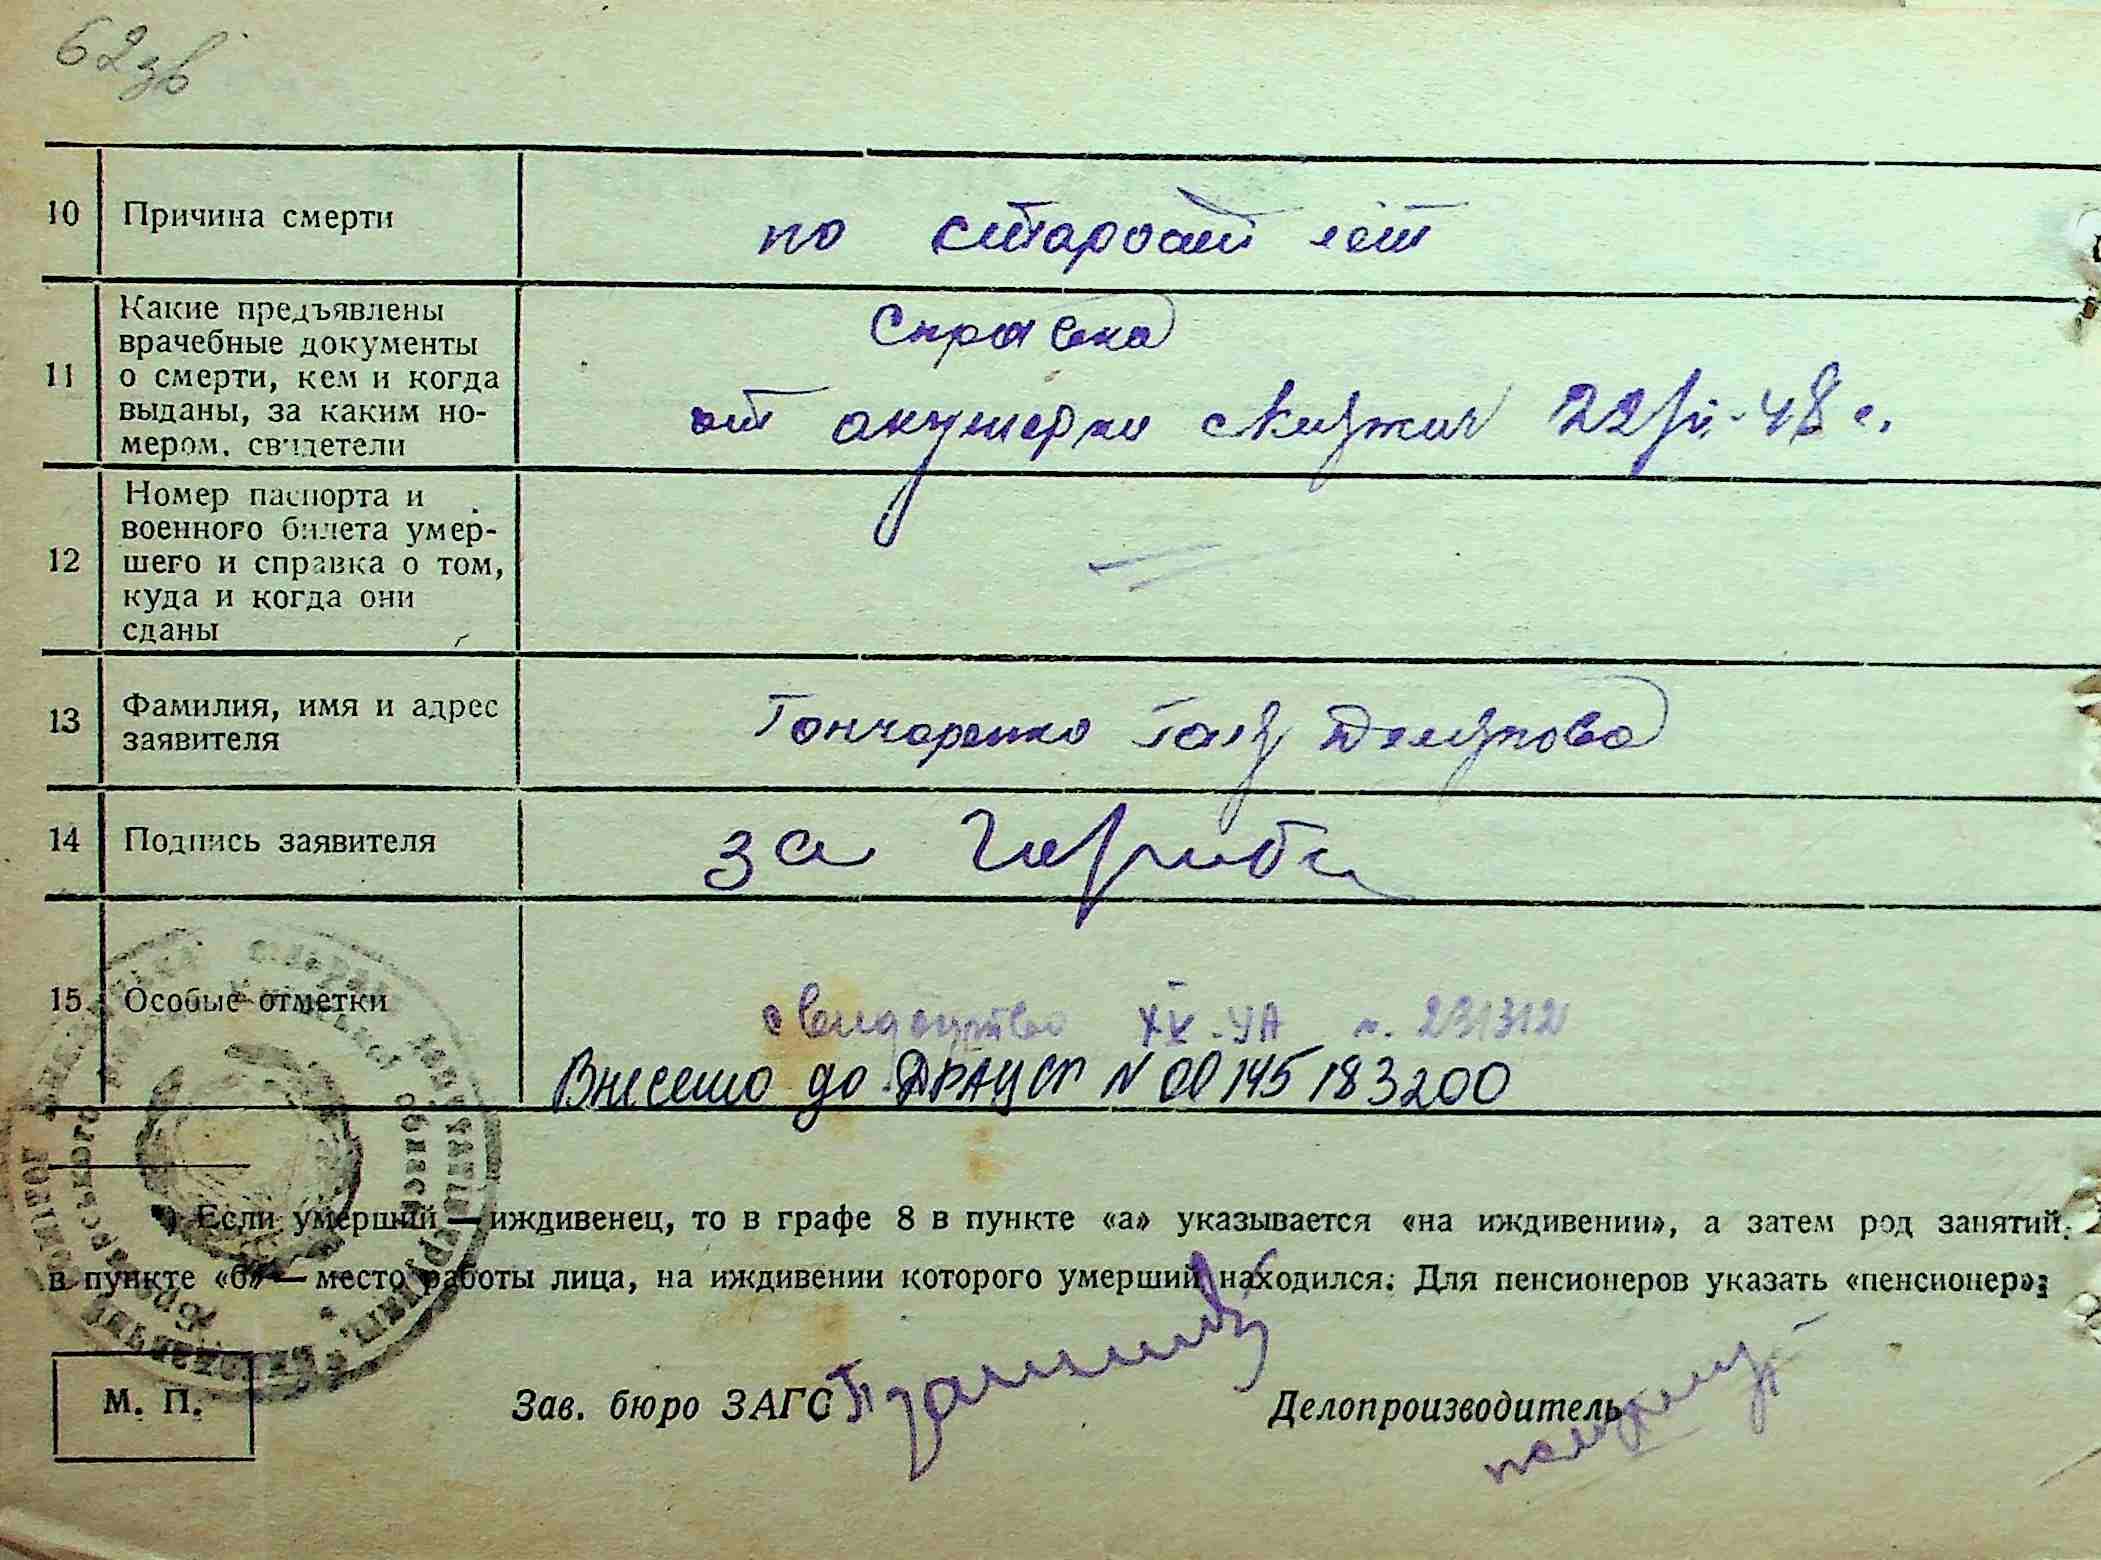 62зв
10 Причина смерти
по старости лет
11 Какие предъявлены
врачебные документы
о смерти, кем и когда
выданы, за каким но-
мером, свидетели
Справка
от акушерки 22/ -48 г.
12 Номер паспорта и
военного билета умер-
шего и справка о том,
куда и когда они
сданы
13 Фамилия, имя и адрес
заявителя
Гончаренко
14 Подпись заявителя
за
15 Особые отметки
свидоцтво ХХ-УА н. 231312
Внесено до ДРАЦСГ N 00145183200
*) Если умерший — иждивенец, то в графе 8 в пункте «а» указывается «на иждивении», а затем род занятий.
в пункте «б» — место работы лица, на иждивении которого умерший находился. Для пенсионеров указать «пенсионер»;
М. П.
Зав. бюро ЗАГС
Делопроизводитель